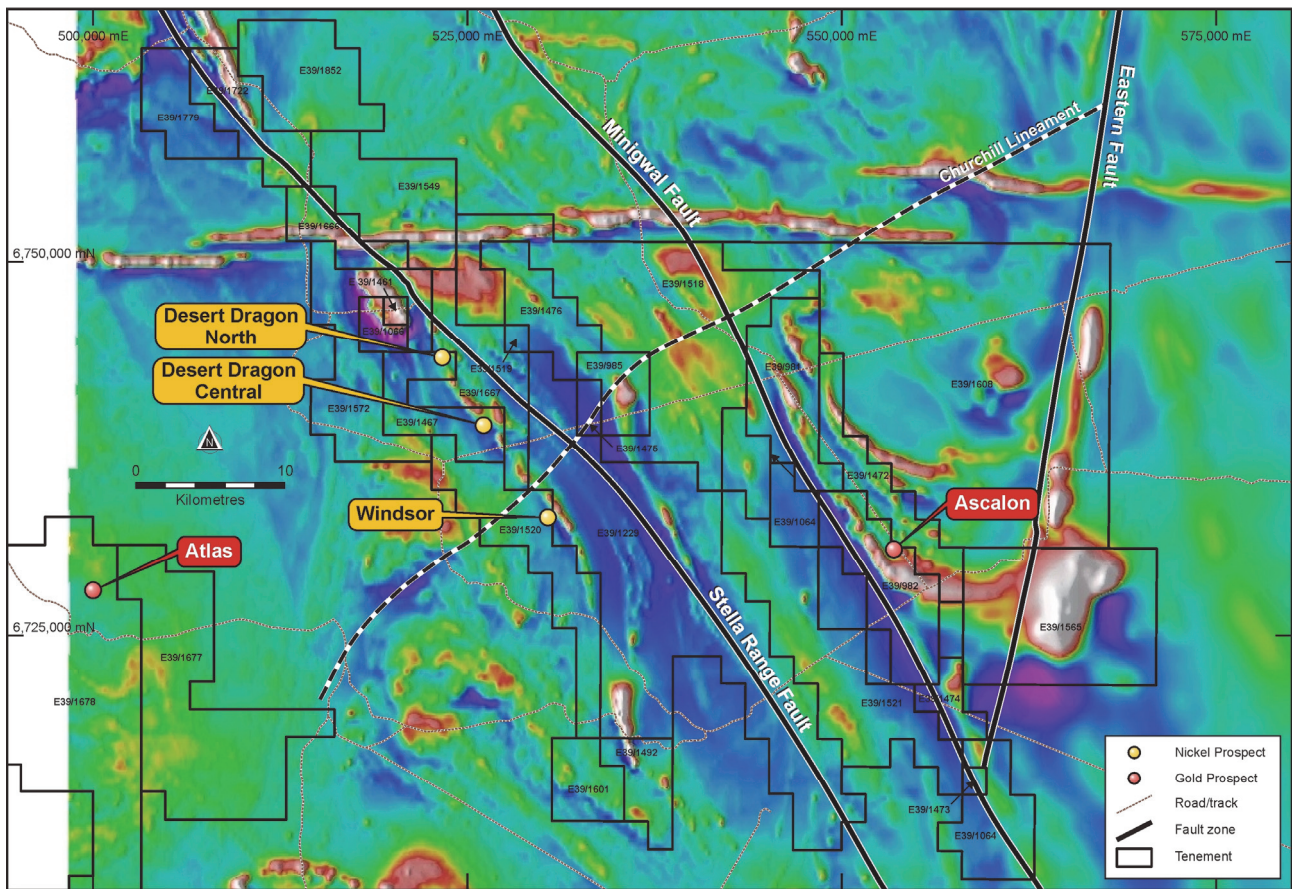 500,000 mE
525,000 mE
550,000 mE
575,000 mE
E39/1852
E39/1722
E39/1779
Eastern Fault
Minigwal Fault
Churchill Lineament
E39/1549
E39/1666
6,750,000 mN
E39/1461
E39/1518
E39/1476
Desert Dragon
North
E39/1066
E39/1519
E39/985
E39/981
E39/1608
Desert Dragon
Central
E39/1667
E39/1572
E39/1467
E39/1475
N
0
10
Kilometres
E39/1472
Windsor
E39/1520
E39/1229
E39/1064
Ascalon
Atlas
E39/982
E39/1565
6,725,000 mN
Stella Range Fault
E39/1677
E39/1678
E39/1521
E39/1474
E39/1492
E39/1601
E39/1473
E39/1064
Nickel Prospect
Gold Prospect
Road/track
Fault zone
Tenement